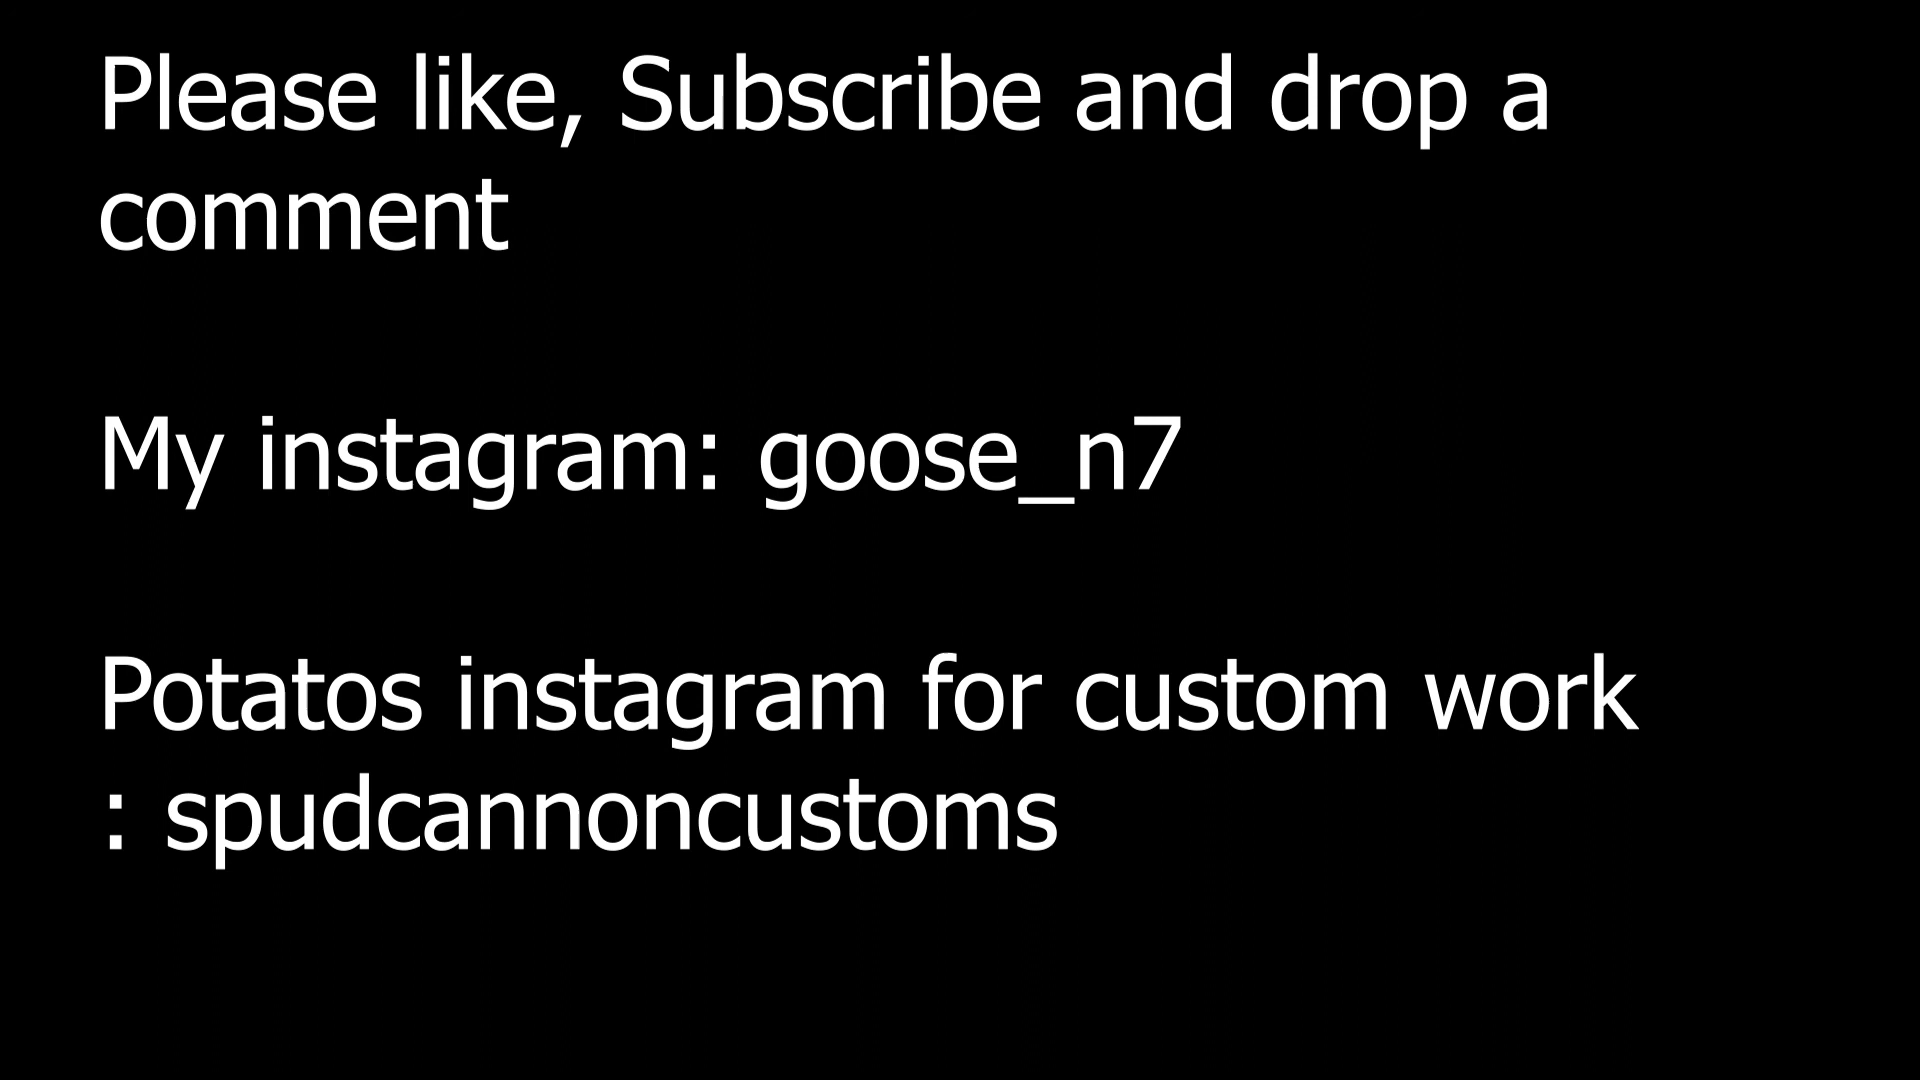 Please like, Subscribe and drop a
comment
My instagram: goose_n7
Potatos instagram for custom work
: spudcannoncustoms